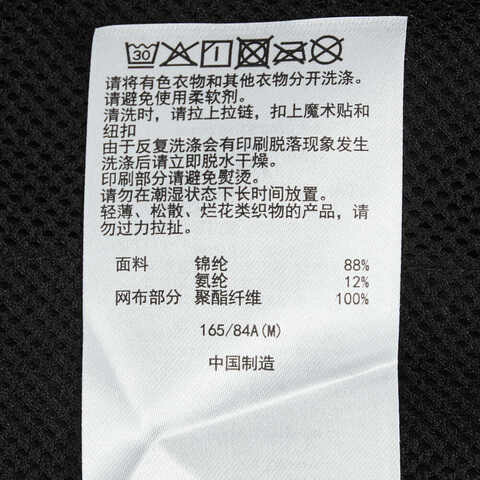 30
请将有色衣物和其他衣物分开洗涤.
请避免使用柔软剂.
清洗时，请拉上拉链，扣上魔术贴和
纽扣
由于反复洗涤会有印刷脱落现象发生
洗涤后请立即脱水干燥.
印刷部分请避免熨烫.
请勿在潮湿状态下长时间放置.
轻薄、松散、烂花类织物的产品，请
勿过力拉扯.
面料 锦纶 88%
氨纶 12%
网布部分 聚酯纤维 100%
165/84A(M)
中国制造